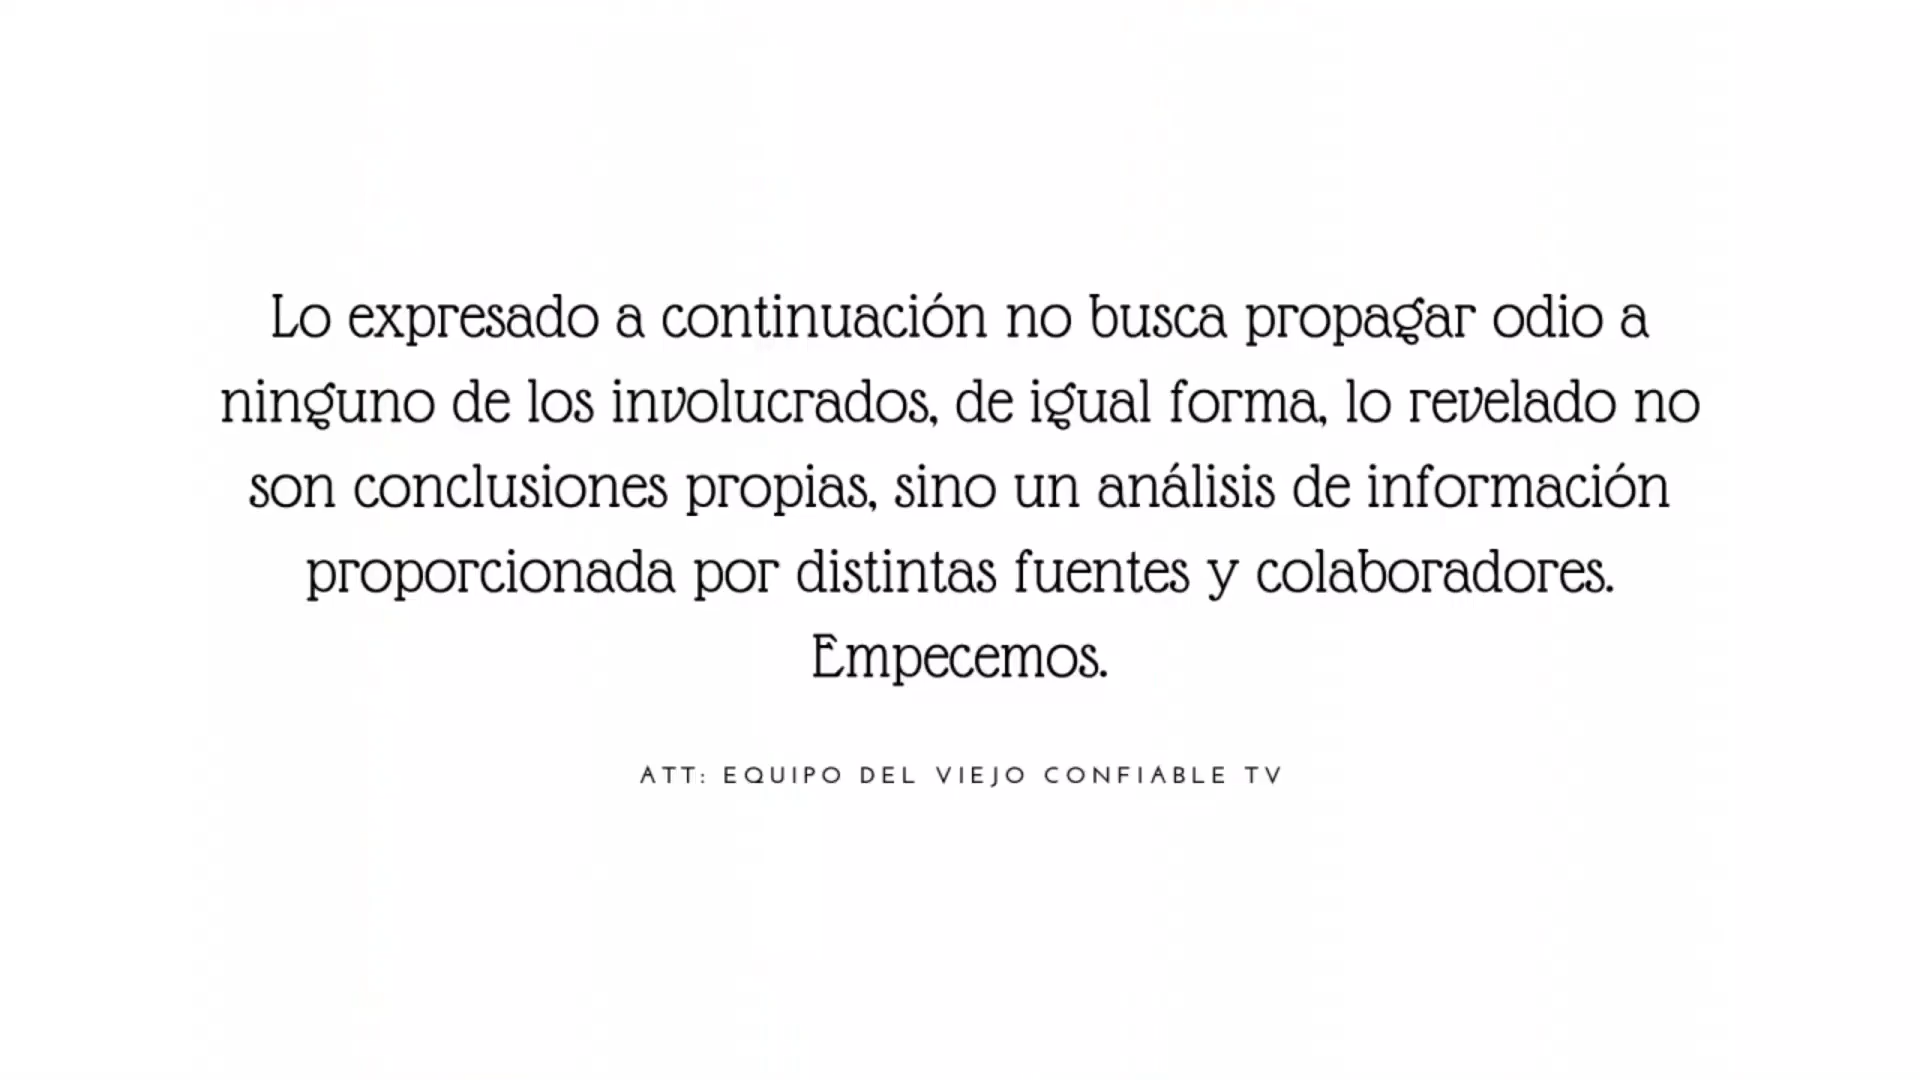 Lo expresado a continuación no busca propagar odio a
ninguno de los involucrados, de igual forma, lo revelado no
son conclusiones propias, sino un análisis de información
proporcionada por distintas fuentes y colaboradores.
Empecemos.
ATT: EQUIPO DEL VIEJO CONFIABLE TV